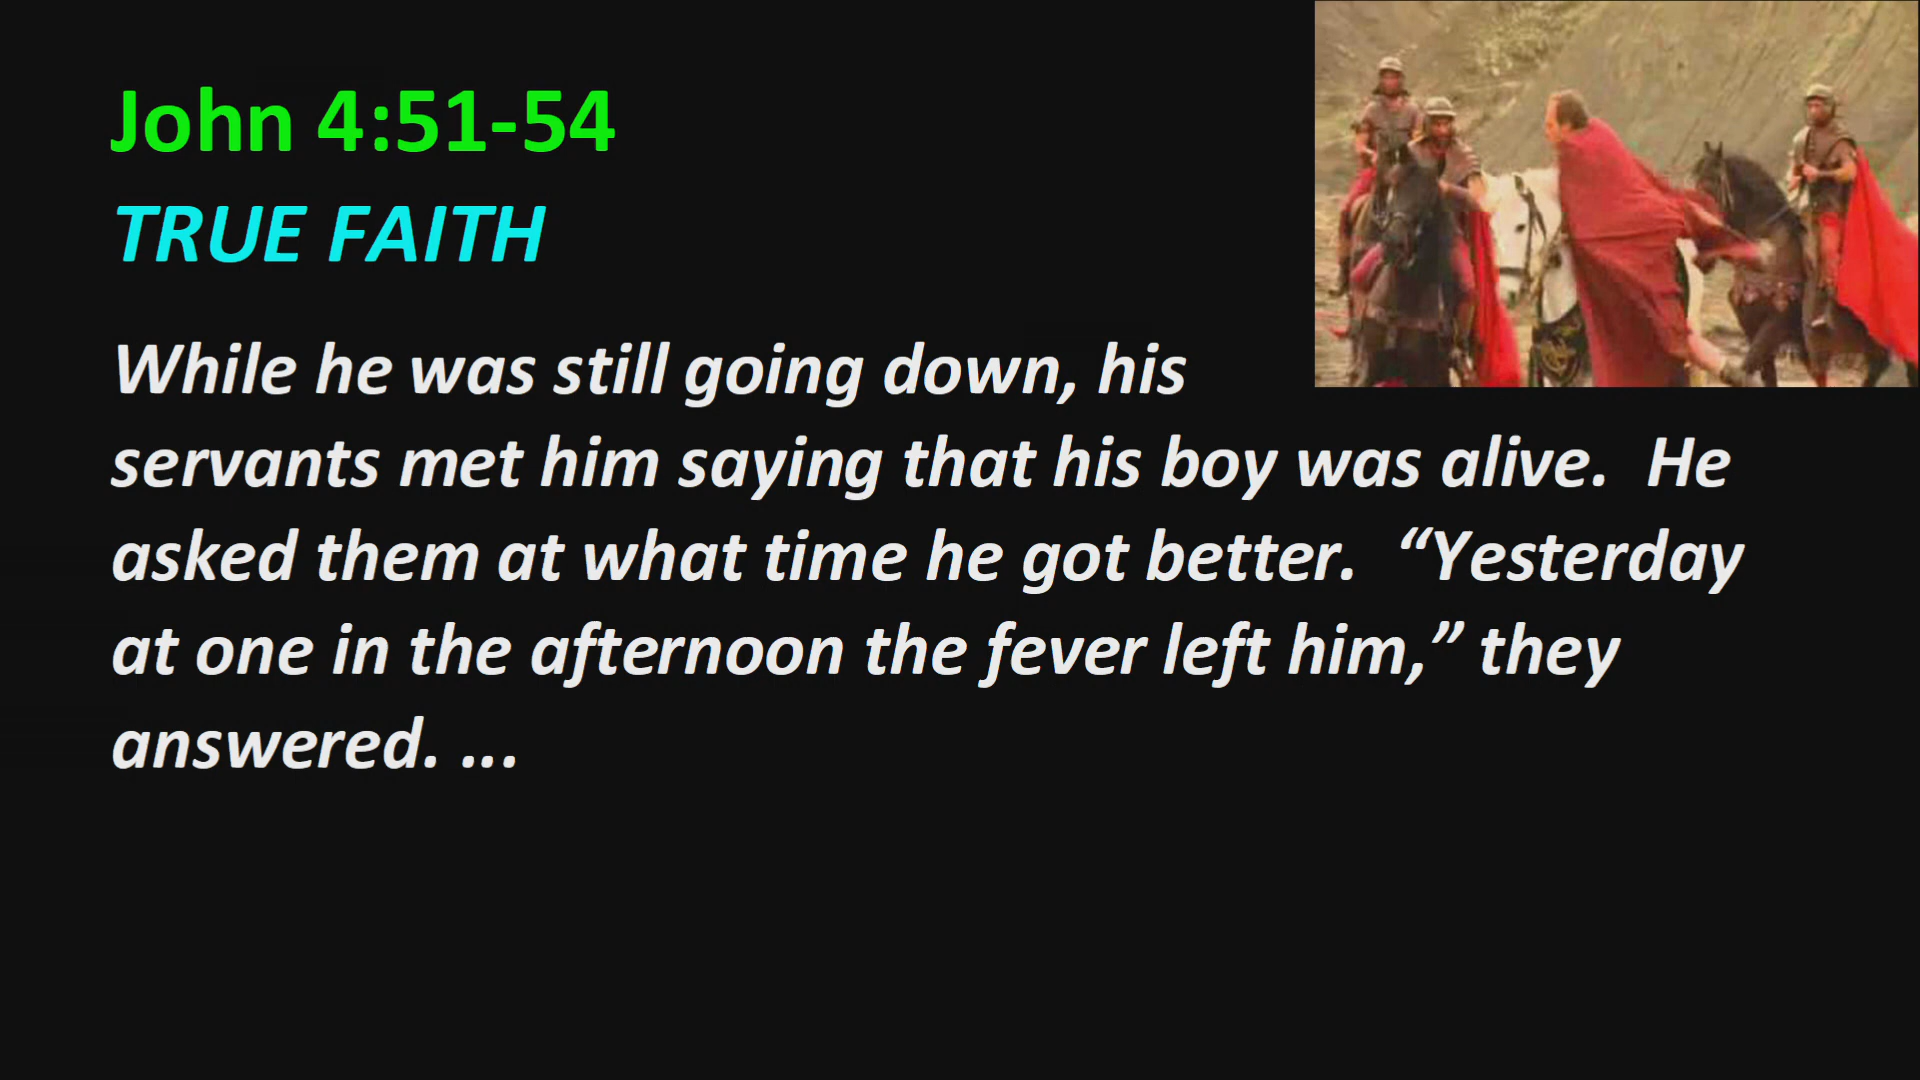 John 4:51-54
TRUE FAITH
While he was still going down, his
servants met him saying that his boy was alive.  He
asked them at what time he got better.  “Yesterday
at one in the afternoon the fever left him,” they
answered. ...